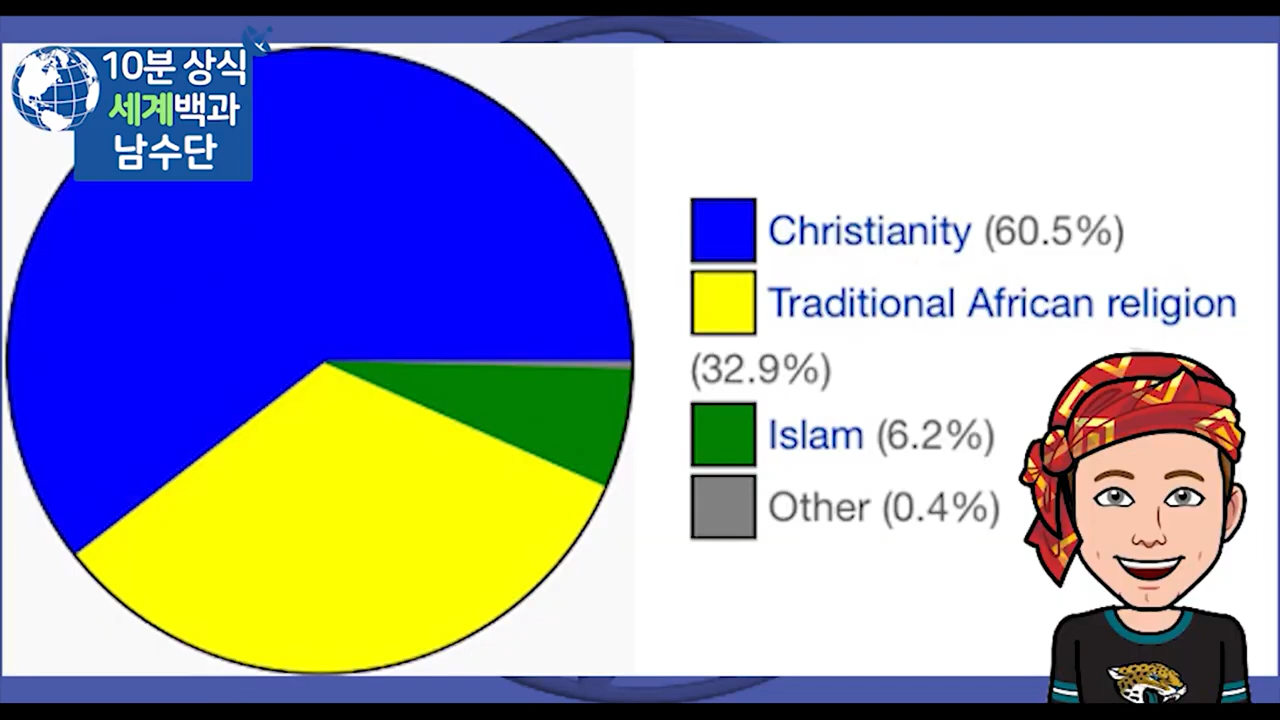 10분 상식
세계백과
남수단
Christianity (60.5%)
Traditional African religion
(32.9%)
Islam (6.2%)
Other (0.4%)